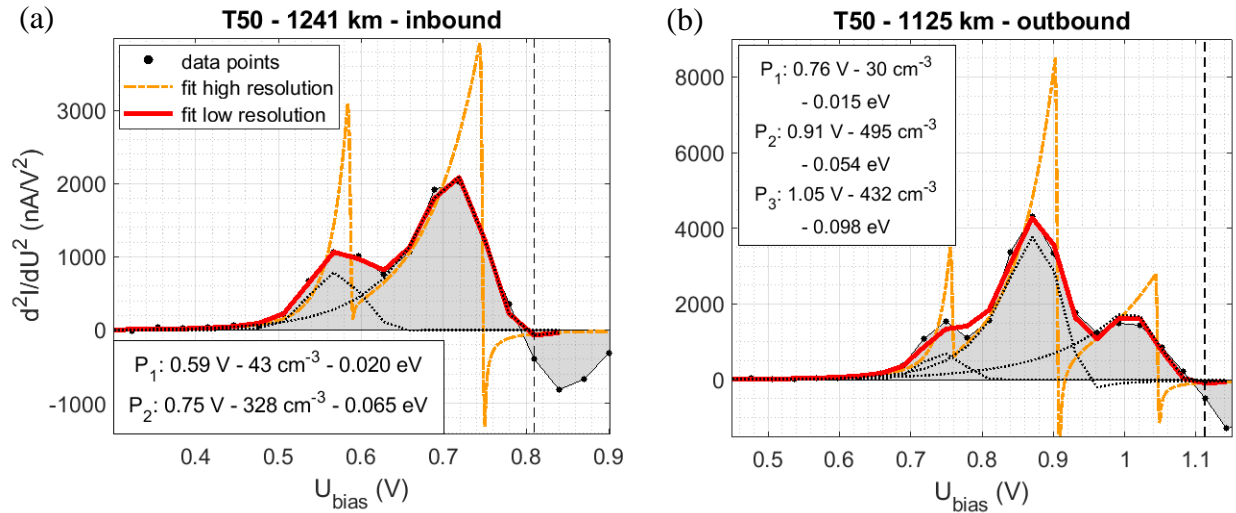 (a)
T50 - 1241 km - inbound
data points
fit high resolution
fit low resolution
3000
2000
1000
0
-1000
d²I/dU² (nA/V²)
P₁: 0.59 V - 43 cm⁻³ - 0.020 eV
P₂: 0.75 V - 328 cm⁻³ - 0.065 eV
0.4 0.5 0.6 0.7 0.8 0.9
U_bias (V)
(b)
T50 - 1125 km - outbound
P₁: 0.76 V - 30 cm⁻³
- 0.015 eV
P₂: 0.91 V - 495 cm⁻³
- 0.054 eV
P₃: 1.05 V - 432 cm⁻³
- 0.098 eV
8000
6000
4000
2000
0
0.5 0.6 0.7 0.8 0.9 1 1.1
U_bias (V)